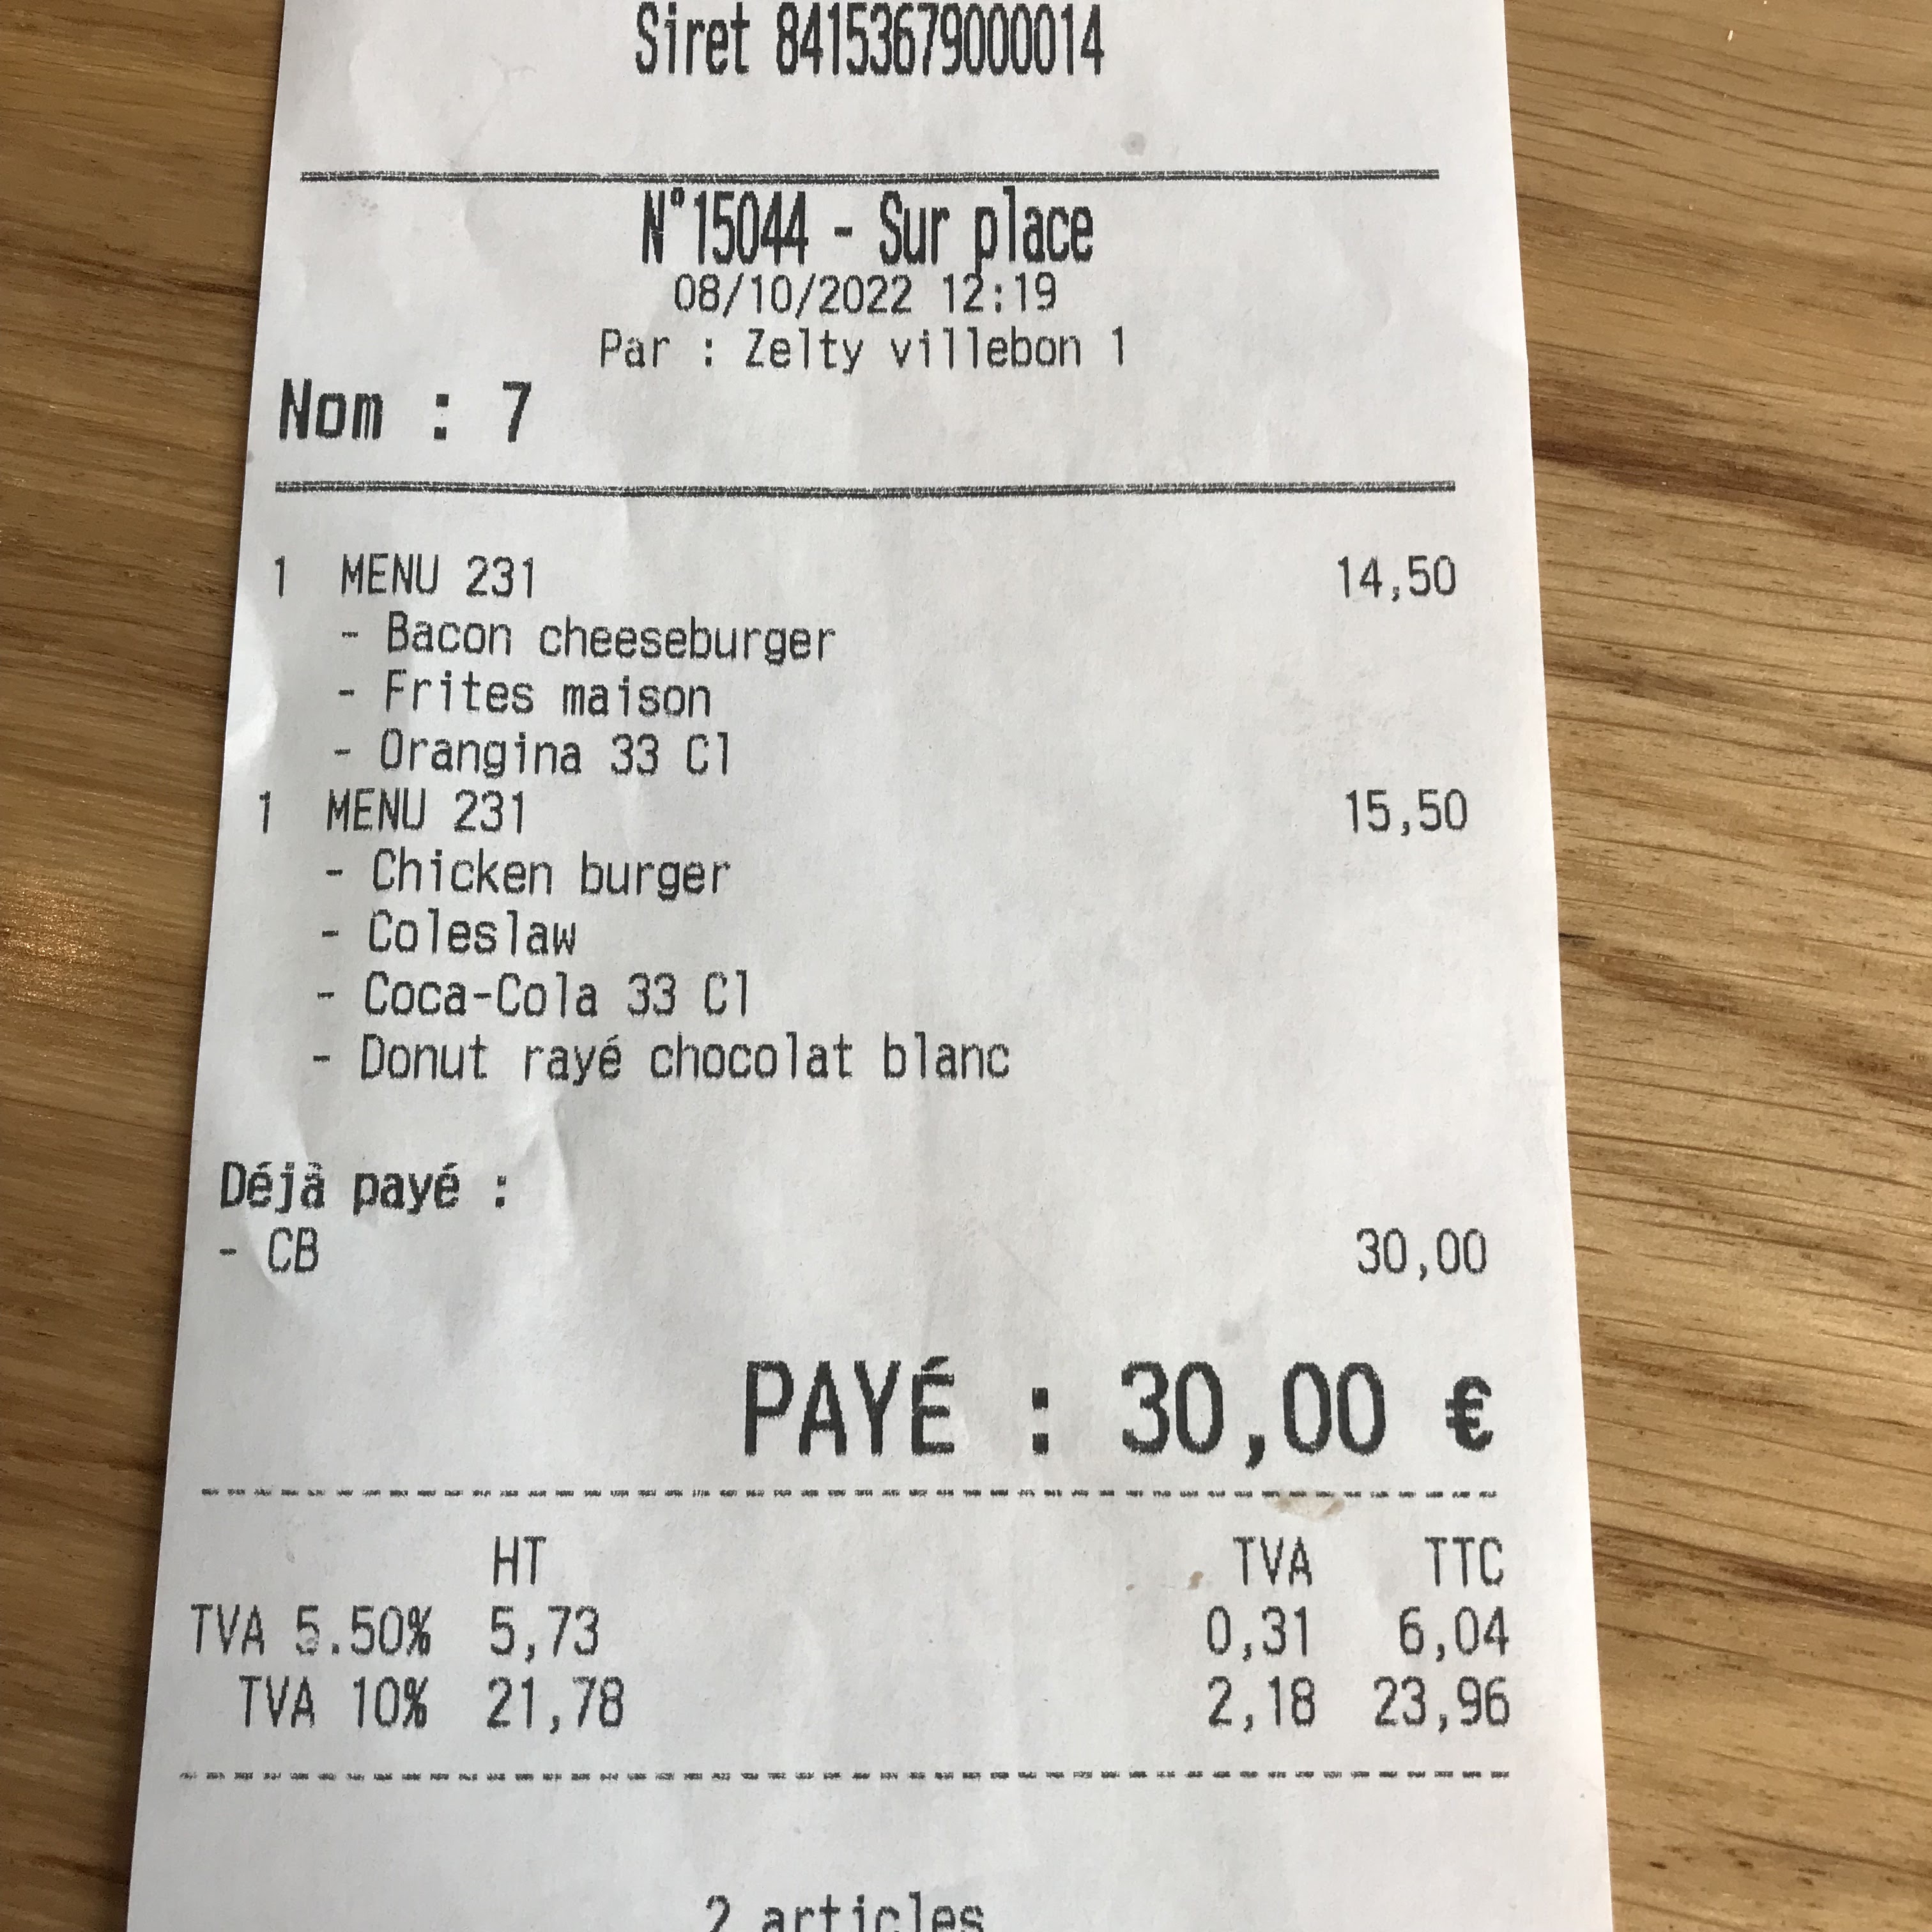 Siret 84153679000014
N°15044 - Sur place
08/10/2022 12:19
Par : Zelty villebon 1
Nom : 7
1 MENU 231 14,50
- Bacon cheeseburger
- Frites maison
- Orangina 33 Cl
1 MENU 231 15,50
- Chicken burger
- Coleslaw
- Coca-Cola 33 Cl
- Donut rayé chocolat blanc
Déjà payé :
- CB 30,00
PAYÉ : 30,00 €
HT TVA TTC
TVA 5.50% 5,73 0,31 6,04
TVA 10% 21,78 2,18 23,96
2 articles